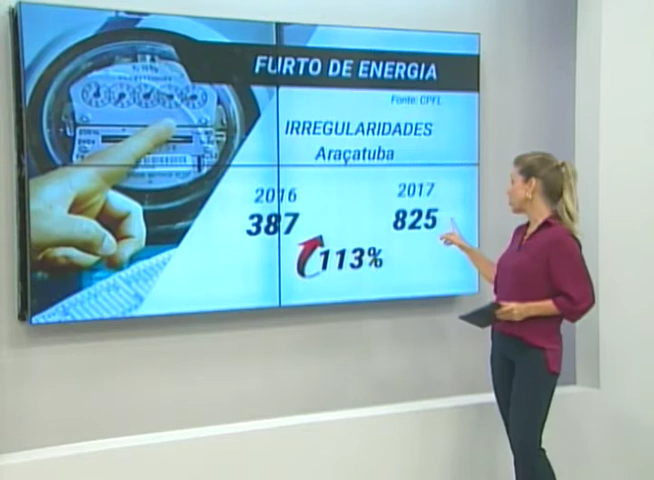 FURTO DE ENERGIA
Fonte: CPFL
IRREGULARIDADES
Araçatuba
2016 2017
387 825
113%